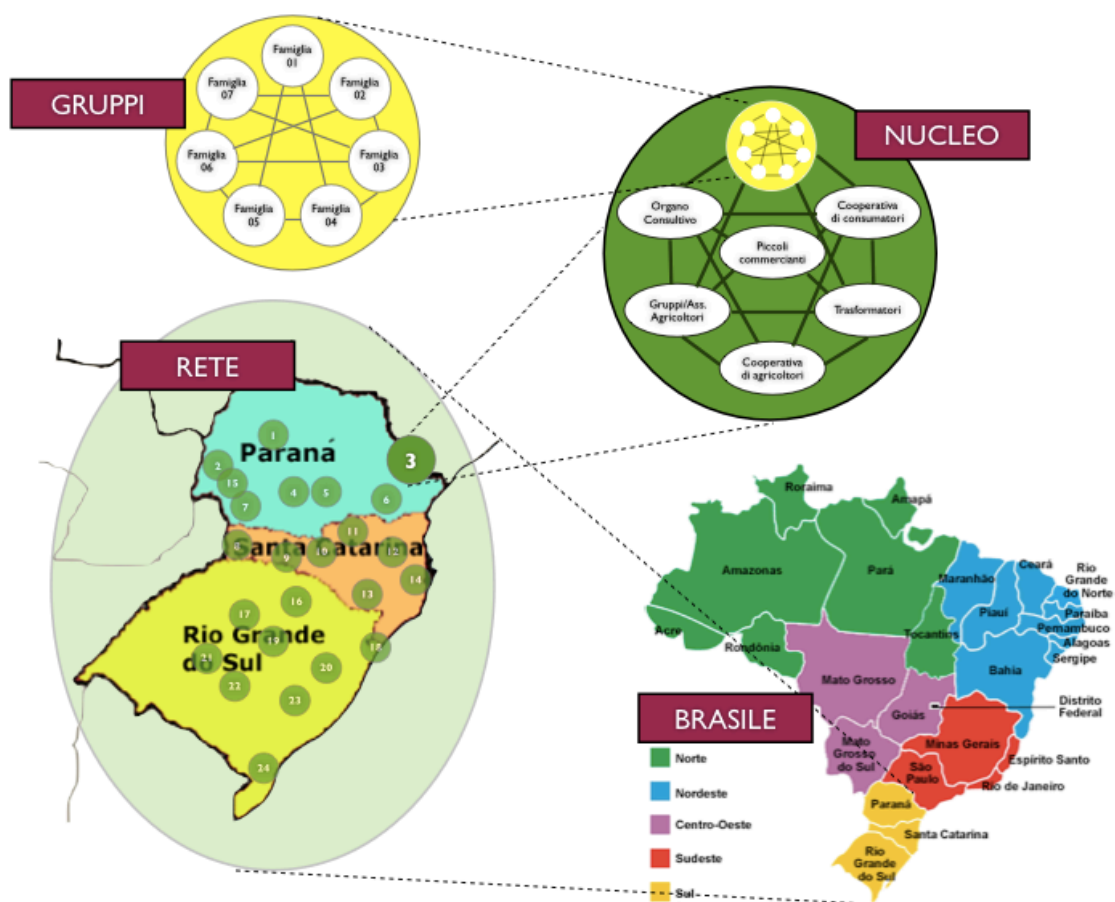 GRUPPI
Famiglia
01
Famiglia
02
Famiglia
03
Famiglia
04
Famiglia
05
Famiglia
06
Famiglia
07
NUCLEO
Organo
Consultivo
Cooperativa
di consumatori
Piccoli
commercianti
Gruppi/Ass.
Agricoltori
Trasformatori
Cooperativa
di agricoltori
RETE
Paraná
1
2
15
7
4
5
6
3
Santa Catarina
8
9
10
11
12
13
14
Rio Grande
do Sul
16
17
18
19
20
21
22
23
24
BRASILE
Norte
Nordeste
Centro-Oeste
Sudeste
Sul
Roraima
Amapá
Amazonas
Pará
Acre
Rondônia
Tocantins
Maranhão
Ceará
Rio
Grande
do Norte
Piauí
Paraíba
Pernambuco
Alagoas
Sergipe
Bahia
Mato Grosso
Goiás
Distrito
Federal
Mato
Grosso
do Sul
Minas Gerais
Espírito Santo
São
Paulo
Rio de Janeiro
Paraná
Santa Catarina
Rio
Grande
do Sul